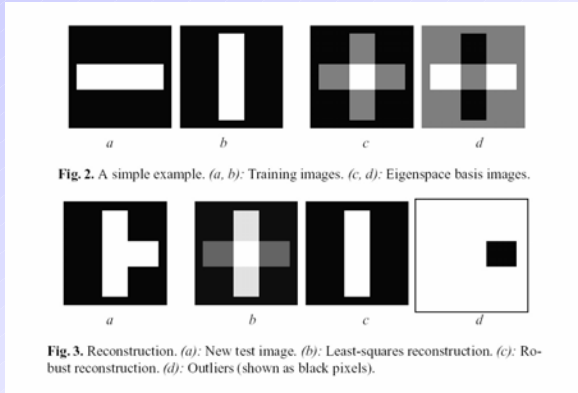 a b c d
Fig. 2. A simple example. (a, b): Training images. (c, d): Eigenspace basis images.
a b c d
Fig. 3. Reconstruction. (a): New test image. (b): Least-squares reconstruction. (c): Ro-
bust reconstruction. (d): Outliers (shown as black pixels).